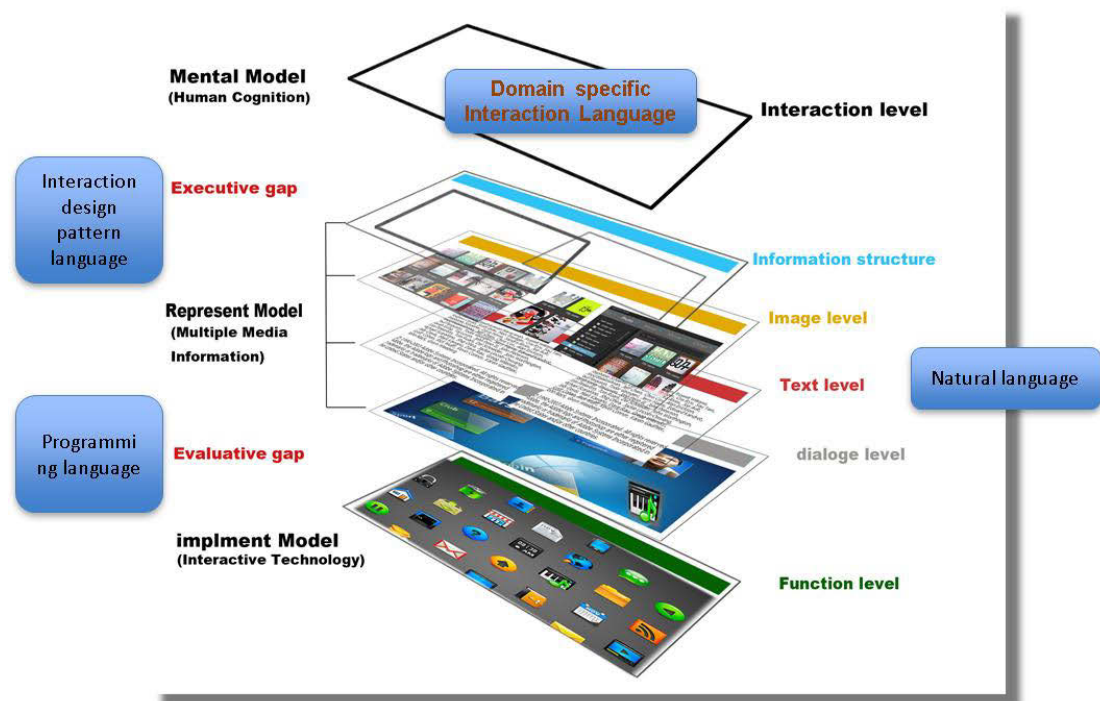 Mental Model
(Human Cognition)
Domain specific
Interaction Language
Interaction level
Interaction
design
pattern
language
Executive gap
Information structure
Represent Model
(Multiple Media
Information)
Image level
Text level
Natural language
Programmi
ng language
Evaluative gap
dialoge level
implment Model
(Interactive Technology)
Function level